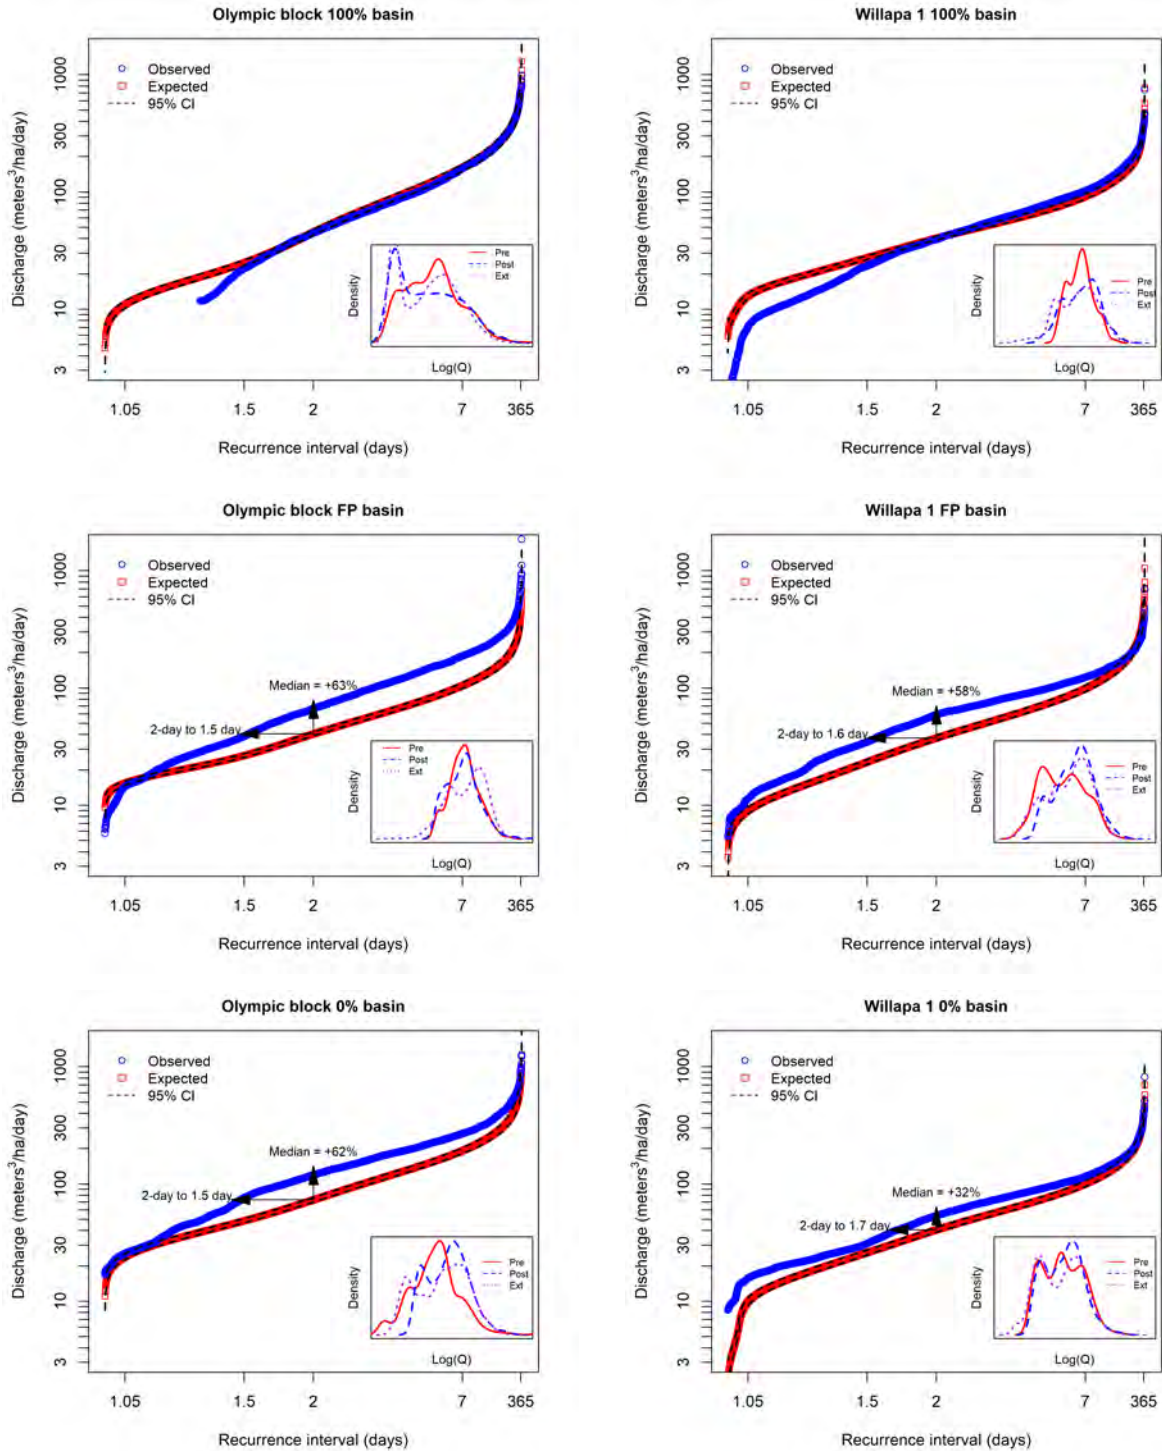 Olympic block 100% basin
Discharge (meters³/ha/day)
1000
300
100
30
10
3
Observed
Expected
95% CI
Density
Pre
Post
Ext
Log(Q)
1.05 1.5 2 7 365
Recurrence interval (days)
Willapa 1 100% basin
Discharge (meters³/ha/day)
1000
300
100
30
10
3
Observed
Expected
95% CI
Density
Pre
Post
Ext
Log(Q)
1.05 1.5 2 7 365
Recurrence interval (days)
Olympic block FP basin
Discharge (meters³/ha/day)
1000
300
100
30
10
3
Observed
Expected
95% CI
Median = +63%
2-day to 1.5 day
Density
Pre
Post
Ext
Log(Q)
1.05 1.5 2 7 365
Recurrence interval (days)
Willapa 1 FP basin
Discharge (meters³/ha/day)
1000
300
100
30
10
3
Observed
Expected
95% CI
Median = +58%
2-day to 1.6 day
Density
Pre
Post
Ext
Log(Q)
1.05 1.5 2 7 365
Recurrence interval (days)
Olympic block 0% basin
Discharge (meters³/ha/day)
1000
300
100
30
10
3
Observed
Expected
95% CI
Median = +62%
2-day to 1.5 day
Density
Pre
Post
Ext
Log(Q)
1.05 1.5 2 7 365
Recurrence interval (days)
Willapa 1 0% basin
Discharge (meters³/ha/day)
1000
300
100
30
10
3
Observed
Expected
95% CI
Median = +32%
2-day to 1.7 day
Density
Pre
Post
Ext
Log(Q)
1.05 1.5 2 7 365
Recurrence interval (days)